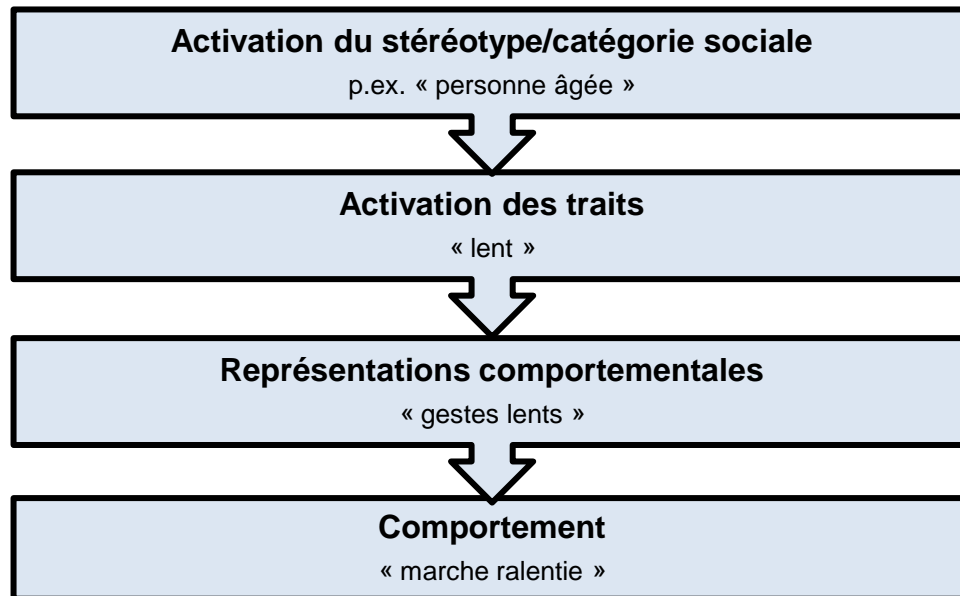 Activation du stéréotype/catégorie sociale
p.ex. « personne âgée »
Activation des traits
« lent »
Représentations comportementales
« gestes lents »
Comportement
« marche ralentie »